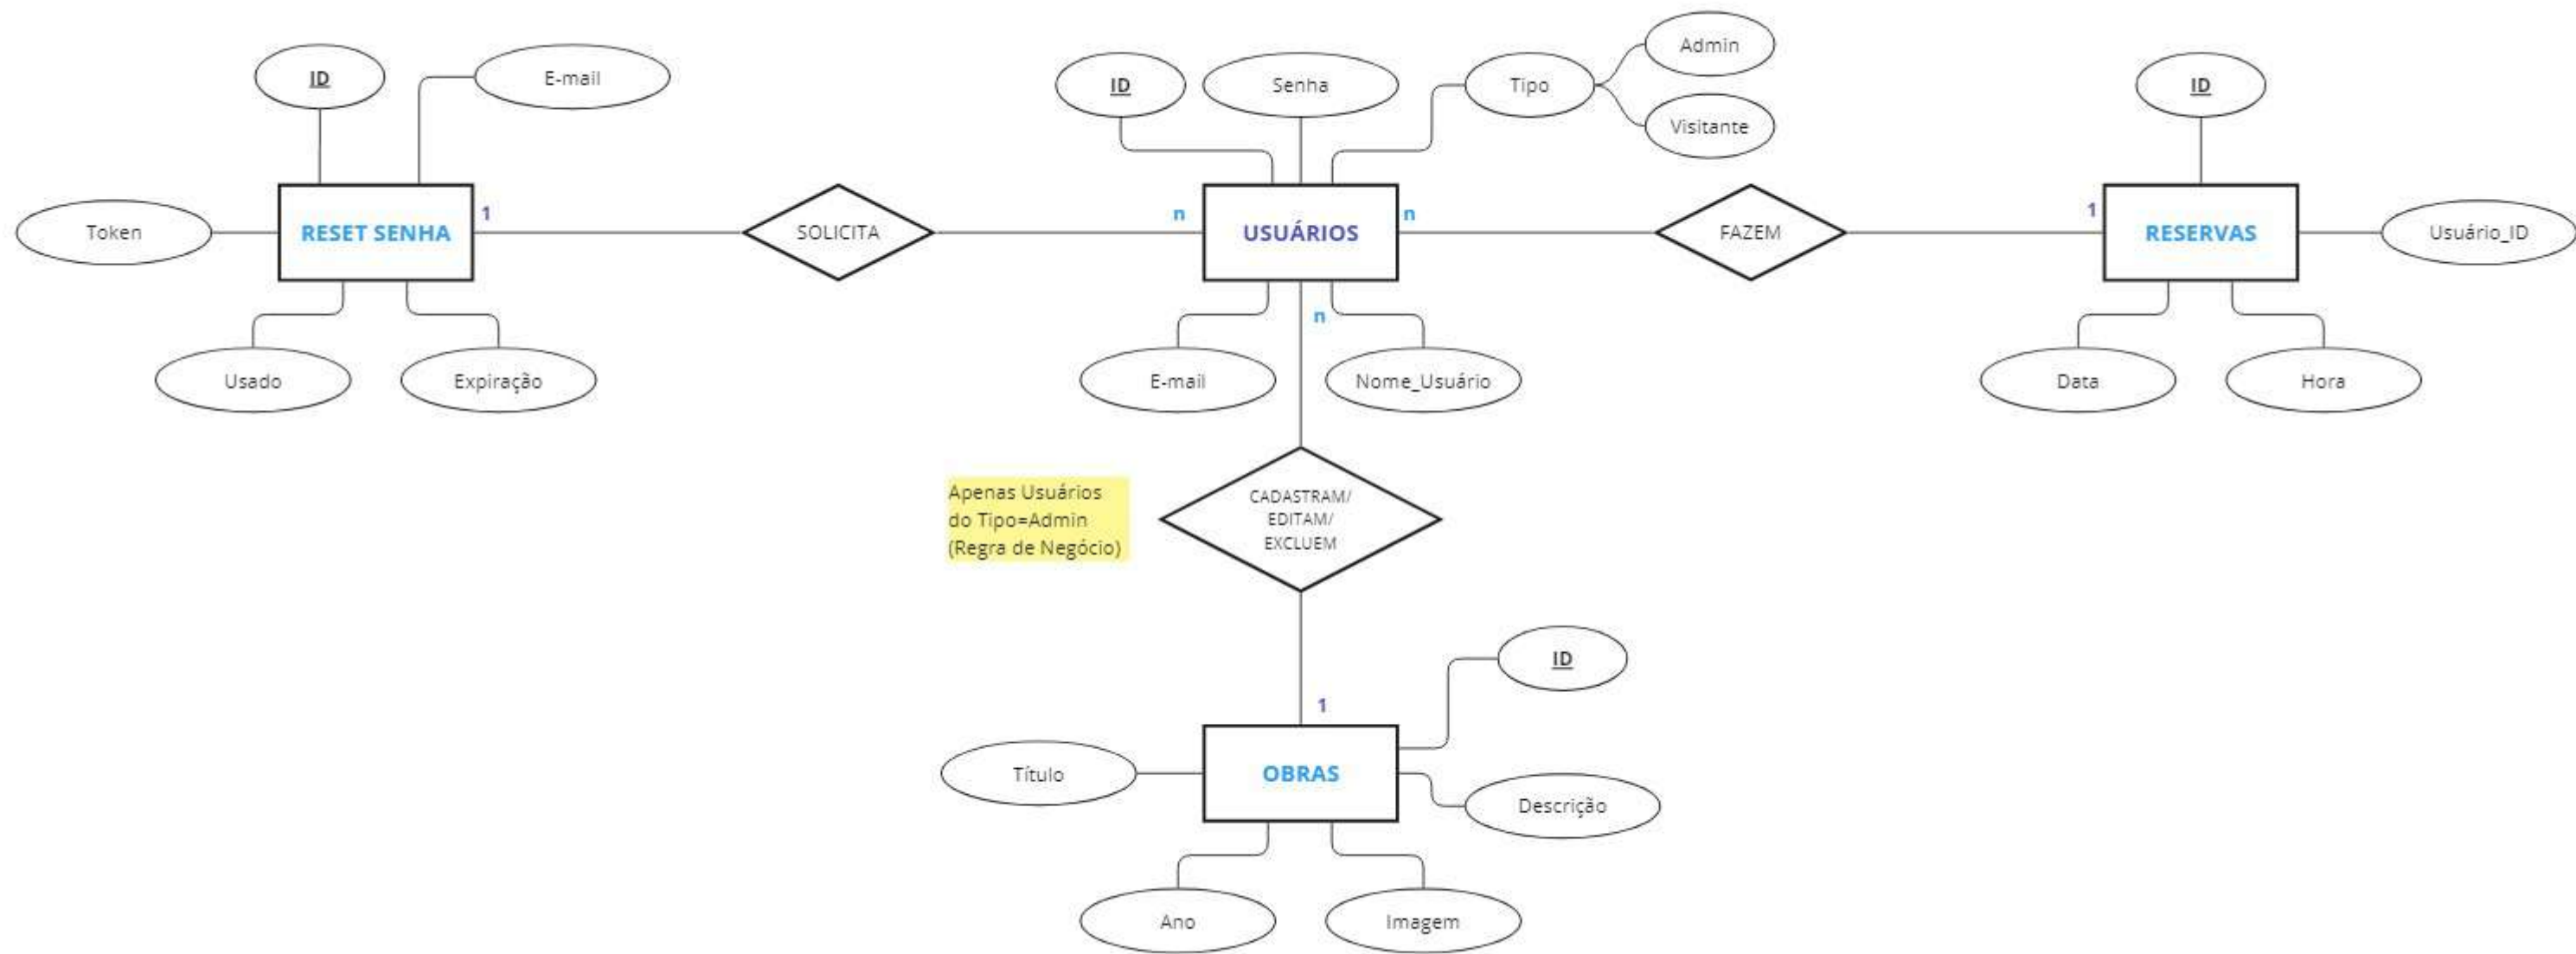 ID
E-mail
Token
RESET SENHA
1
Usado
Expiração
SOLICITA
n
ID
Senha
Tipo
Admin
Visitante
USUÁRIOS
n
n
E-mail
Nome_Usuário
FAZEM
1
ID
RESERVAS
Usuário_ID
Data
Hora
Apenas Usuários
do Tipo=Admin
(Regra de Negócio)
CADASTRAM/
EDITAM/
EXCLUEM
1
ID
Título
OBRAS
Descrição
Ano
Imagem